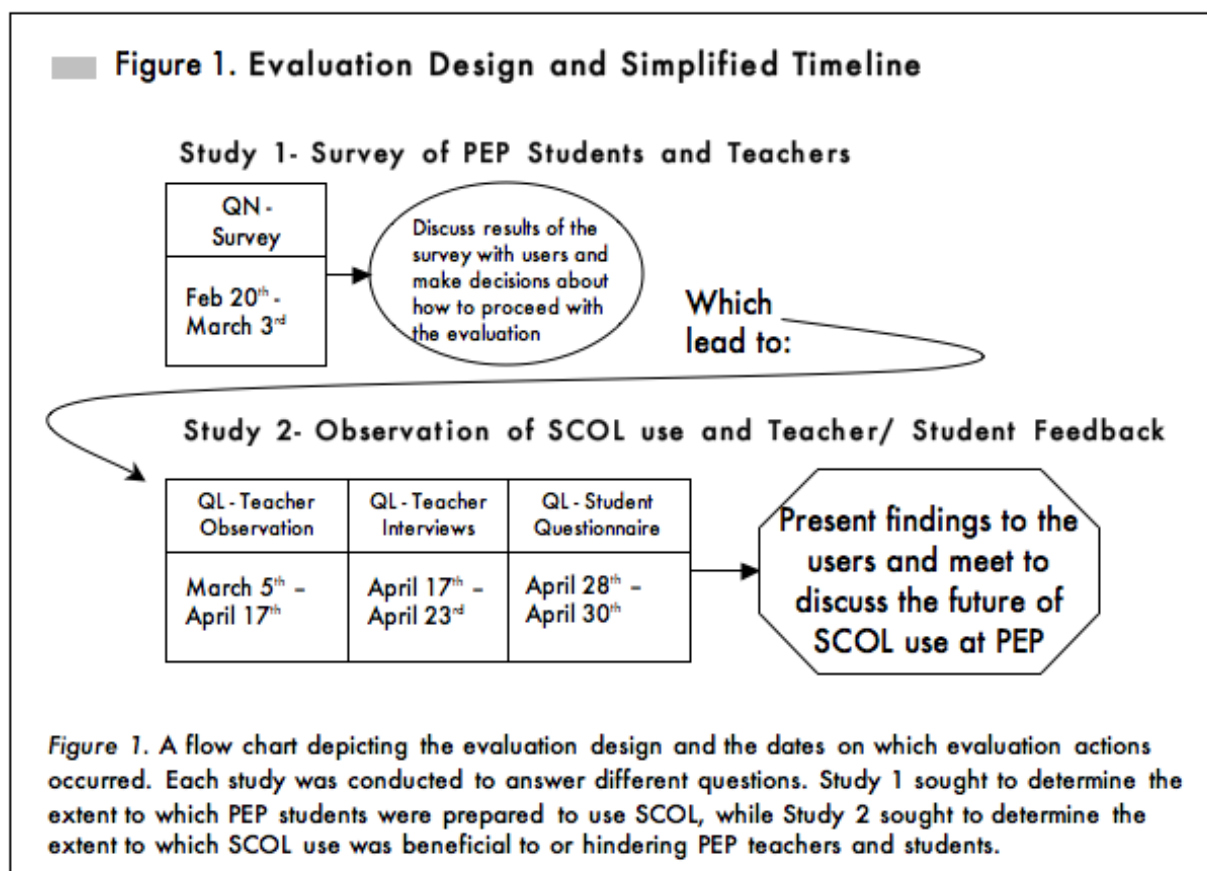 Figure 1. Evaluation Design and Simplified Timeline
Study 1- Survey of PEP Students and Teachers
QN -
Survey
Feb 20th -
March 3rd
Discuss results of the
survey with users and
make decisions about
how to proceed with
the evaluation
Which
lead to:
Study 2- Observation of SCOL use and Teacher/ Student Feedback
QL - Teacher
Observation
March 5th –
April 17th
QL - Teacher
Interviews
April 17th –
April 23rd
QL - Student
Questionnaire
April 28th –
April 30th
Present findings to the
users and meet to
discuss the future of
SCOL use at PEP
Figure 1. A flow chart depicting the evaluation design and the dates on which evaluation actions
occurred. Each study was conducted to answer different questions. Study 1 sought to determine the
extent to which PEP students were prepared to use SCOL, while Study 2 sought to determine the
extent to which SCOL use was beneficial to or hindering PEP teachers and students.